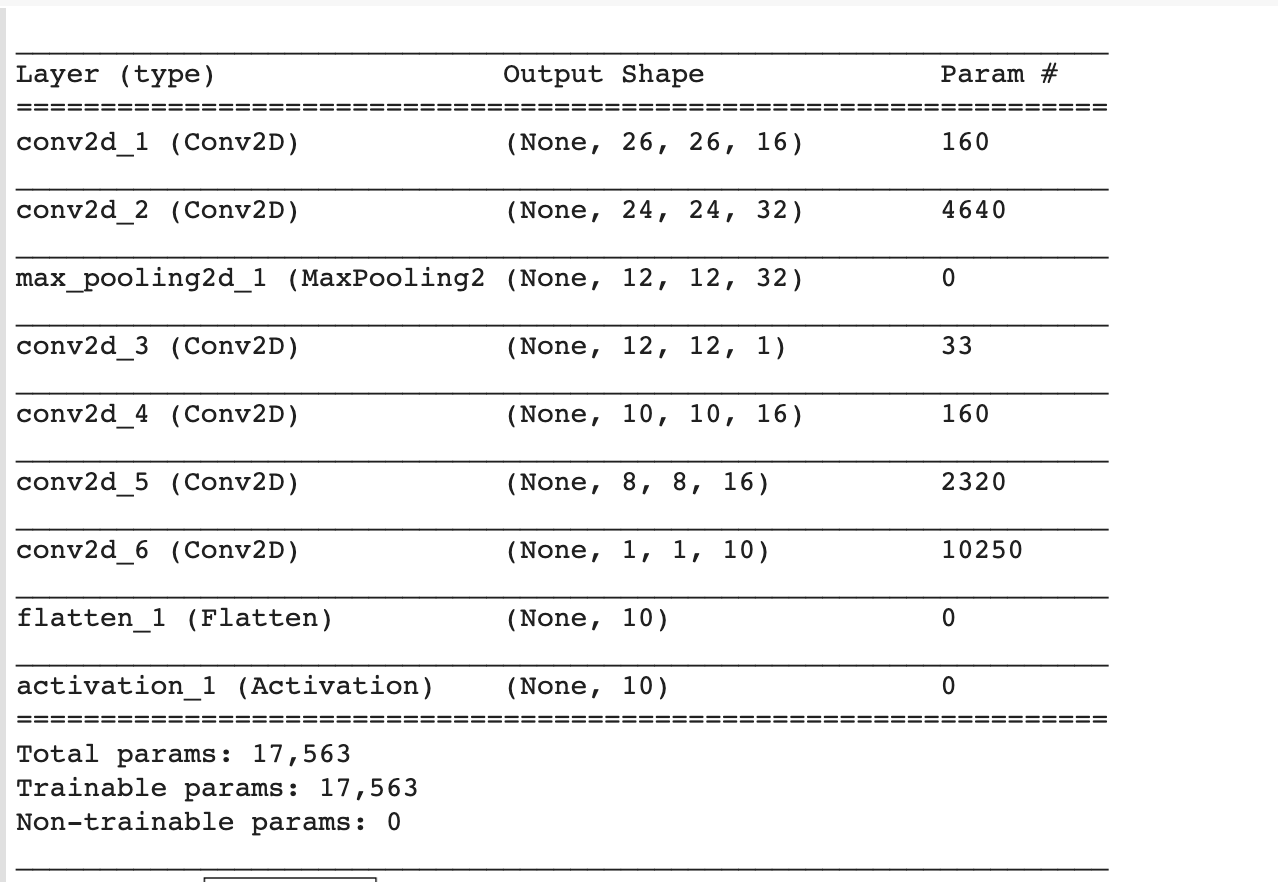 Layer (type) Output Shape Param #
=================================================================
conv2d_1 (Conv2D) (None, 26, 26, 16) 160
conv2d_2 (Conv2D) (None, 24, 24, 32) 4640
max_pooling2d_1 (MaxPooling2 (None, 12, 12, 32) 0
conv2d_3 (Conv2D) (None, 12, 12, 1) 33
conv2d_4 (Conv2D) (None, 10, 10, 16) 160
conv2d_5 (Conv2D) (None, 8, 8, 16) 2320
conv2d_6 (Conv2D) (None, 1, 1, 10) 10250
flatten_1 (Flatten) (None, 10) 0
activation_1 (Activation) (None, 10) 0
=================================================================
Total params: 17,563
Trainable params: 17,563
Non-trainable params: 0